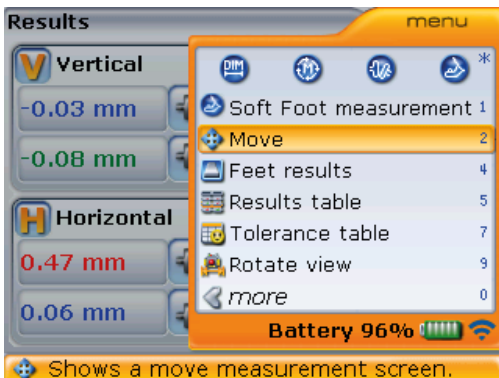 Results
menu
V Vertical
DIM
*
-0.03 mm
Soft Foot measurement 1
Move 2
-0.08 mm
Feet results 4
Results table 5
H Horizontal
Tolerance table 7
0.47 mm
Rotate view 9
more 0
0.06 mm
Battery 96%
Shows a move measurement screen.